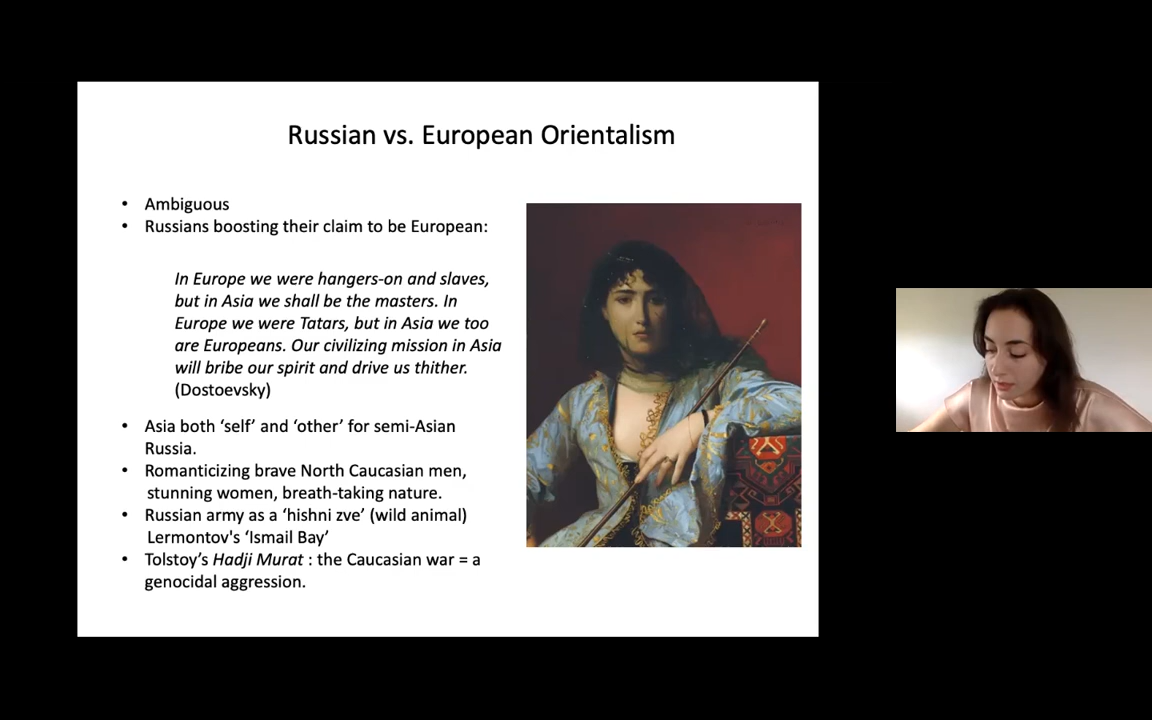 Russian vs. European Orientalism
• Ambiguous
• Russians boosting their claim to be European:
In Europe we were hangers-on and slaves,
but in Asia we shall be the masters. In
Europe we were Tatars, but in Asia we too
are Europeans. Our civilizing mission in Asia
will bribe our spirit and drive us thither.
(Dostoevsky)
• Asia both ‘self’ and ‘other’ for semi-Asian
Russia.
• Romanticizing brave North Caucasian men,
stunning women, breath-taking nature.
• Russian army as a ‘hishni zve’ (wild animal)
Lermontov's ‘Ismail Bay’
• Tolstoy’s Hadji Murat : the Caucasian war = a
genocidal aggression.